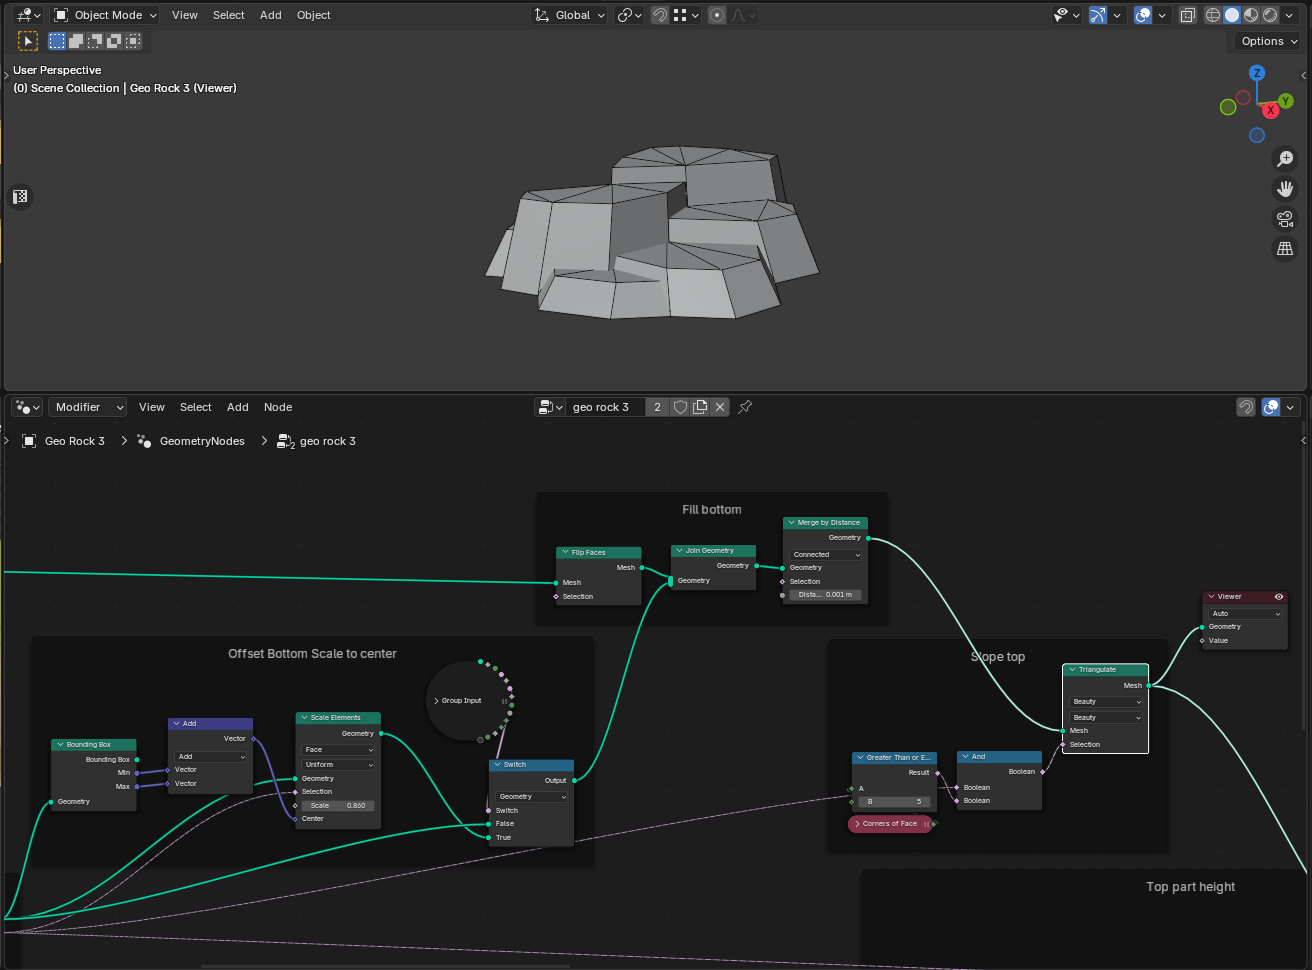 Object Mode View Select Add Object Global
Options
User Perspective
(0) Scene Collection | Geo Rock 3 (Viewer)
Z
Y
X
Modifier View Select Add Node geo rock 3 2
Geo Rock 3 > GeometryNodes > 2 geo rock 3
Fill bottom
Flip Faces
Mesh
Mesh
Selection
Join Geometry
Geometry
Geometry
Merge by Distance
Geometry
Connected
Geometry
Selection
Dista... 0.001 m
Viewer
Auto
Geometry
Value
Offset Bottom Scale to center
Bounding Box
Bounding Box
Min
Max
Geometry
Add
Vector
Add
Vector
Vector
Scale Elements
Geometry
Face
Uniform
Geometry
Selection
Scale 0.860
Center
Group Input
Switch
Output
Geometry
Switch
False
True
Slope top
Triangulate
Mesh
Beauty
Beauty
Mesh
Selection
Greater Than or E...
Result
A
B 5
Corners of Face
And
Boolean
Boolean
Boolean
Top part height